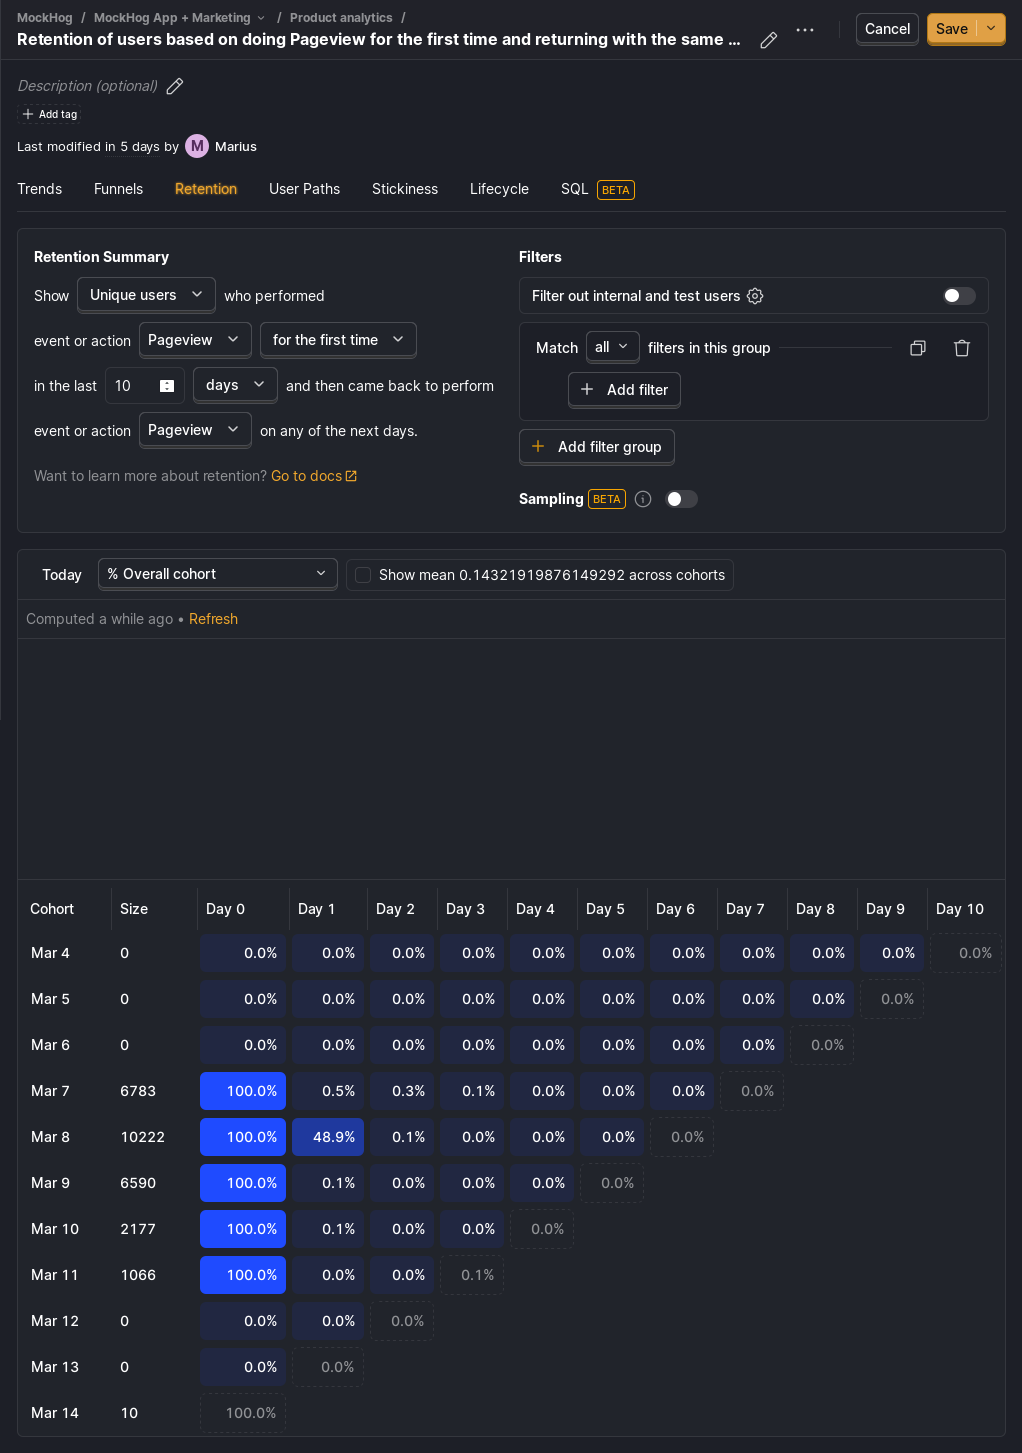 MockHog / MockHog App + Marketing / Product analytics /
Retention of users based on doing Pageview for the first time and returning with the same ...
Cancel
Save
Description (optional)
Add tag
Last modified in 5 days by M Marius
Trends Funnels Retention User Paths Stickiness Lifecycle SQL BETA
Retention Summary
Show Unique users who performed
event or action Pageview for the first time
in the last 10 days and then came back to perform
event or action Pageview on any of the next days.
Want to learn more about retention? Go to docs
Filters
Filter out internal and test users
Match all filters in this group
Add filter
Add filter group
Sampling BETA
Today % Overall cohort Show mean 0.14321919876149292 across cohorts
Computed a while ago • Refresh
Cohort Size Day 0 Day 1 Day 2 Day 3 Day 4 Day 5 Day 6 Day 7 Day 8 Day 9 Day 10
Mar 4 0 0.0% 0.0% 0.0% 0.0% 0.0% 0.0% 0.0% 0.0% 0.0% 0.0% 0.0%
Mar 5 0 0.0% 0.0% 0.0% 0.0% 0.0% 0.0% 0.0% 0.0% 0.0% 0.0%
Mar 6 0 0.0% 0.0% 0.0% 0.0% 0.0% 0.0% 0.0% 0.0% 0.0%
Mar 7 6783 100.0% 0.5% 0.3% 0.1% 0.0% 0.0% 0.0% 0.0%
Mar 8 10222 100.0% 48.9% 0.1% 0.0% 0.0% 0.0% 0.0%
Mar 9 6590 100.0% 0.1% 0.0% 0.0% 0.0% 0.0%
Mar 10 2177 100.0% 0.1% 0.0% 0.0% 0.0%
Mar 11 1066 100.0% 0.0% 0.0% 0.1%
Mar 12 0 0.0% 0.0% 0.0%
Mar 13 0 0.0% 0.0%
Mar 14 10 100.0%